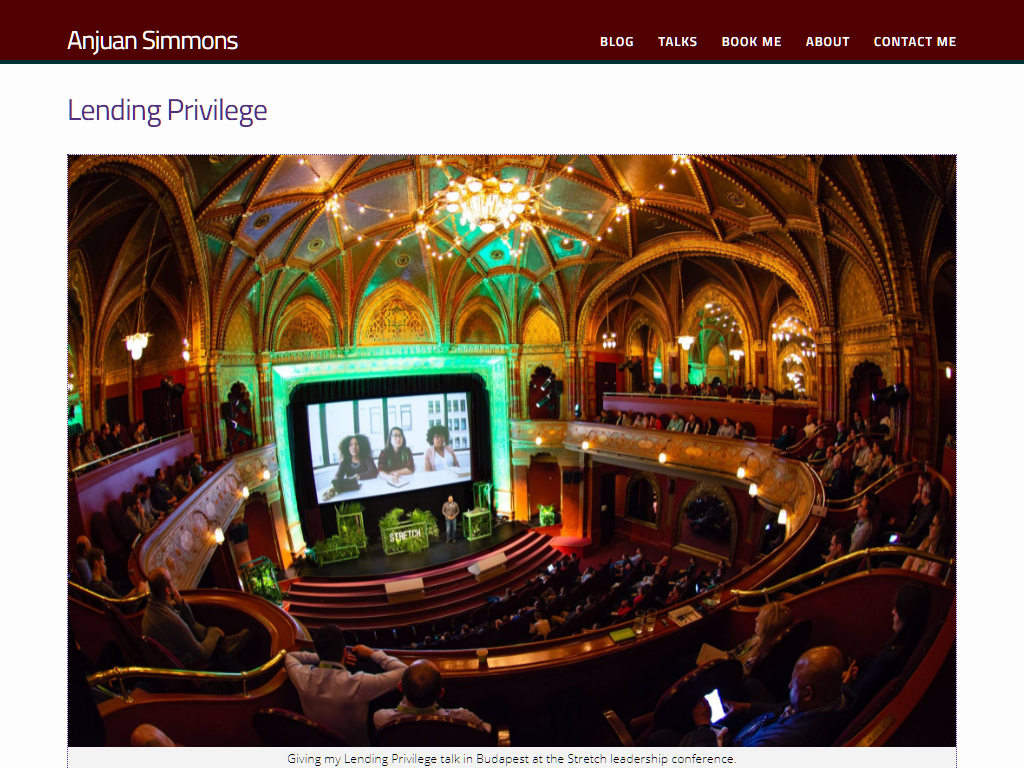 Anjuan Simmons
BLOG TALKS BOOK ME ABOUT CONTACT ME
Lending Privilege
STRETCH
Giving my Lending Privilege talk in Budapest at the Stretch leadership conference.